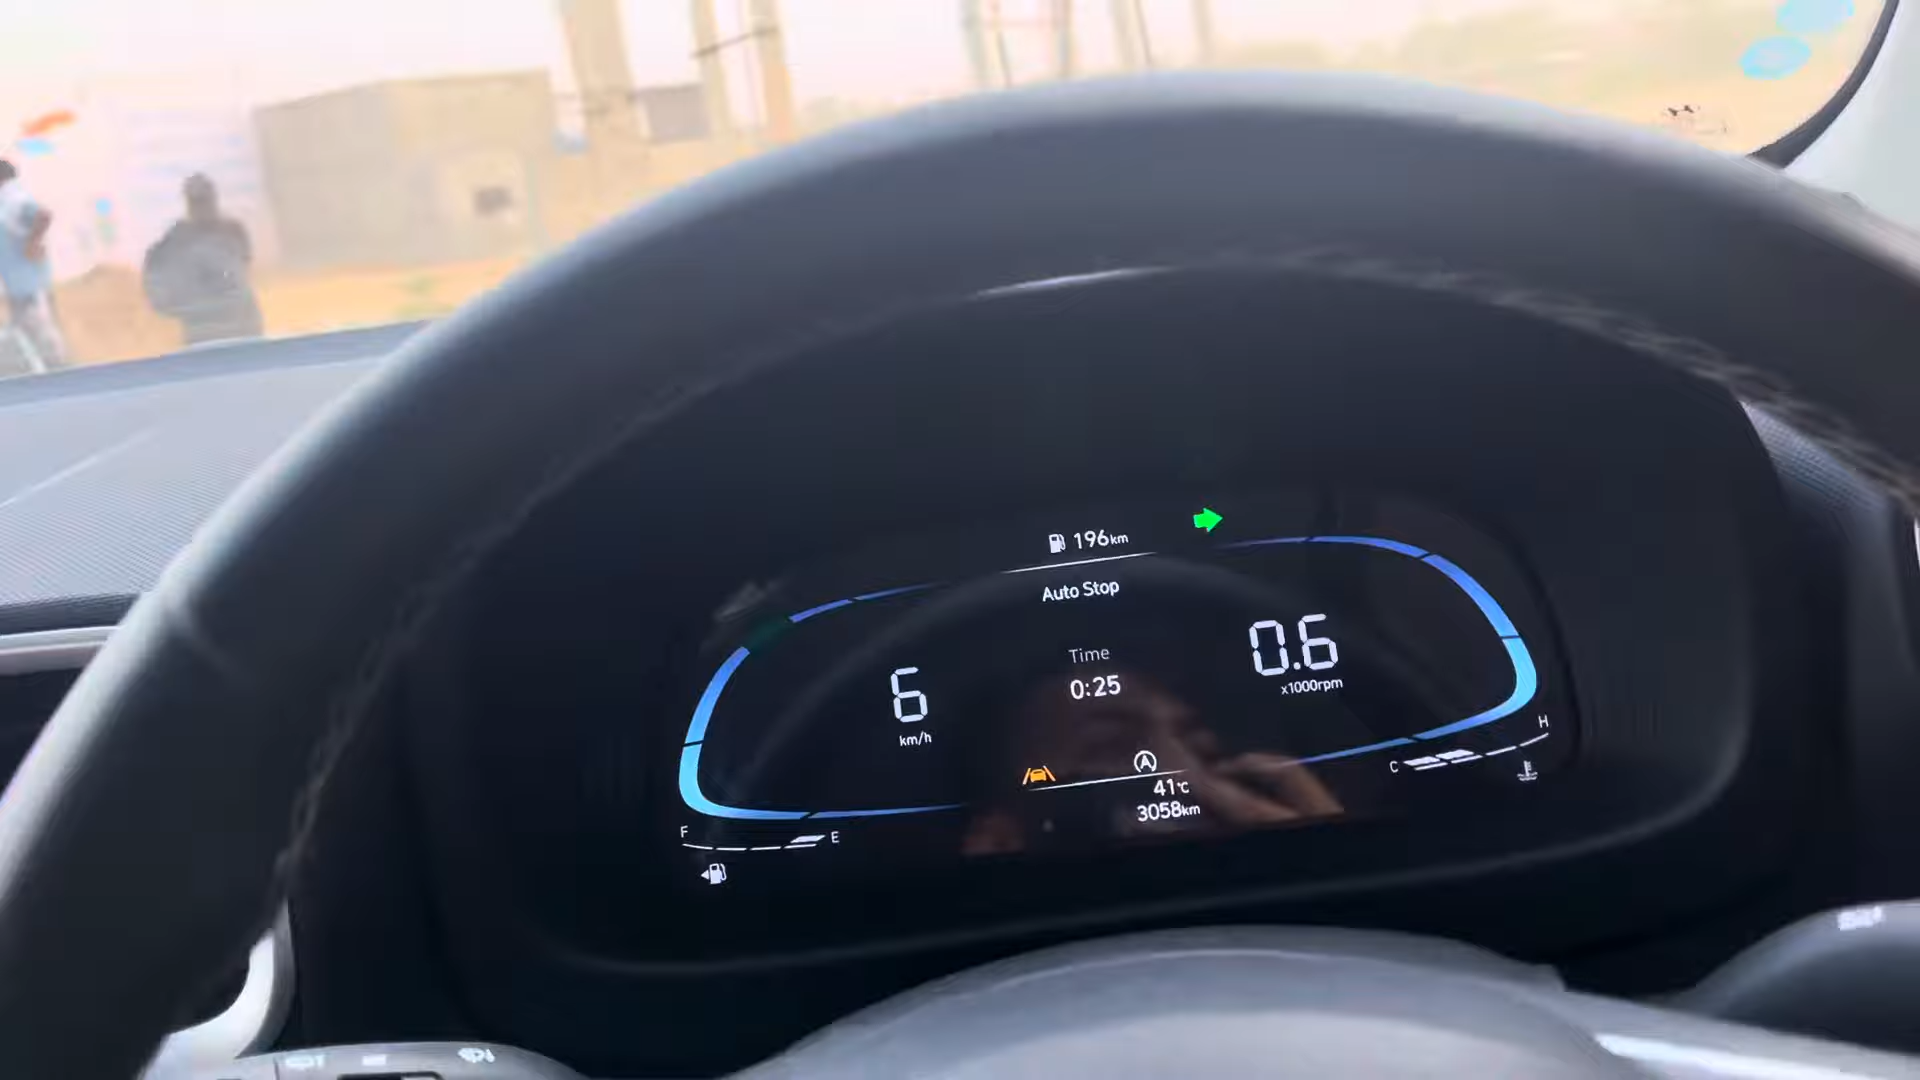 196km
Auto Stop
Time
0:25
6
km/h
0.6
x1000rpm
A
41℃
3058km
F
E
C
H